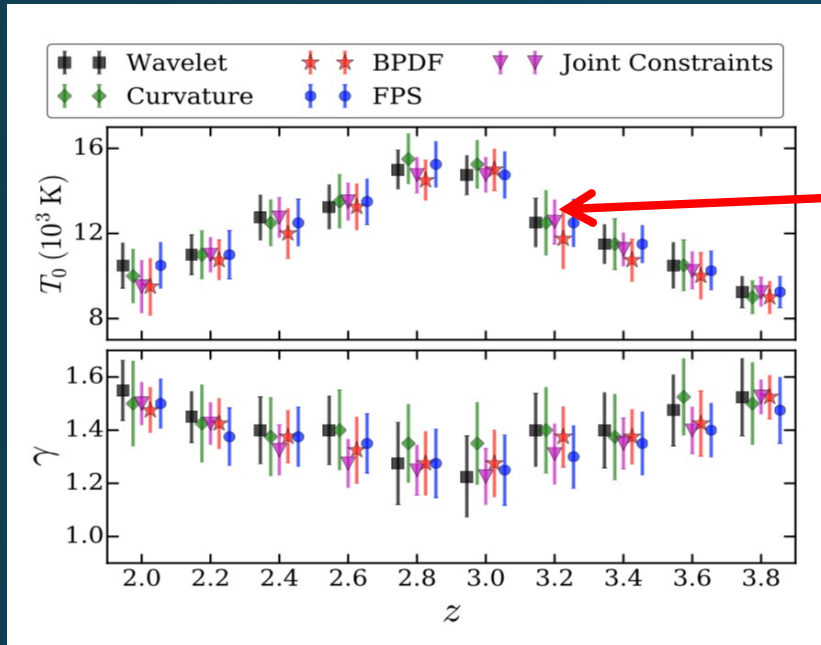 Wavelet BPDF Joint Constraints
Curvature FPS
16
12
8
T₀ (10³ K)
1.6
1.4
1.2
1.0
γ
2.0 2.2 2.4 2.6 2.8 3.0 3.2 3.4 3.6 3.8
z